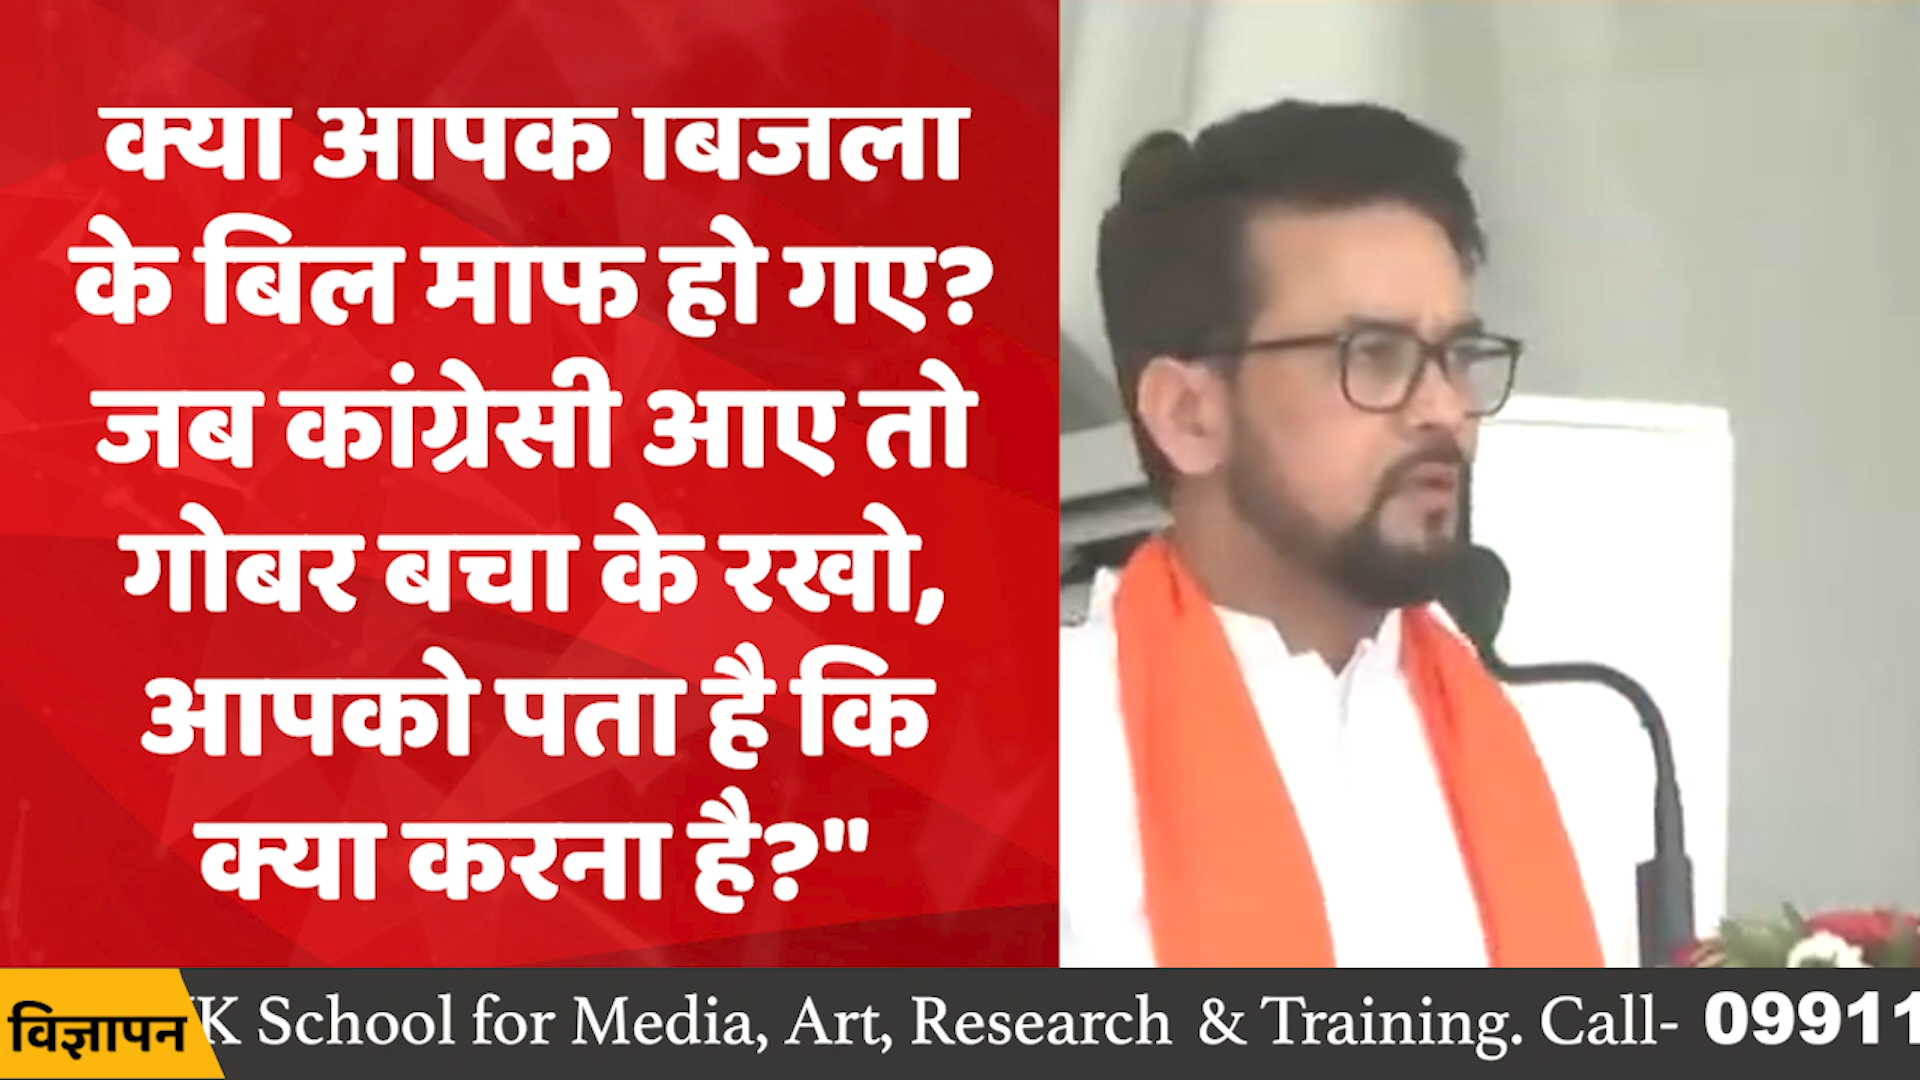 क्या आपके बिजली
के बिल माफ हो गए?
जब कांग्रेसी आए तो
गोबर बचा के रखो,
आपको पता है कि
क्या करना है?"
विज्ञापन
K School for Media, Art, Research & Training. Call- 09911